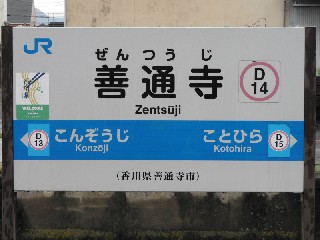 JR
ぜんつうじ
善通寺
Zentsūji
D
14
WELCOME
D
13
こんぞうじ
Konzōji
ことひら
Kotohira
D
15
(香川県善通寺市)